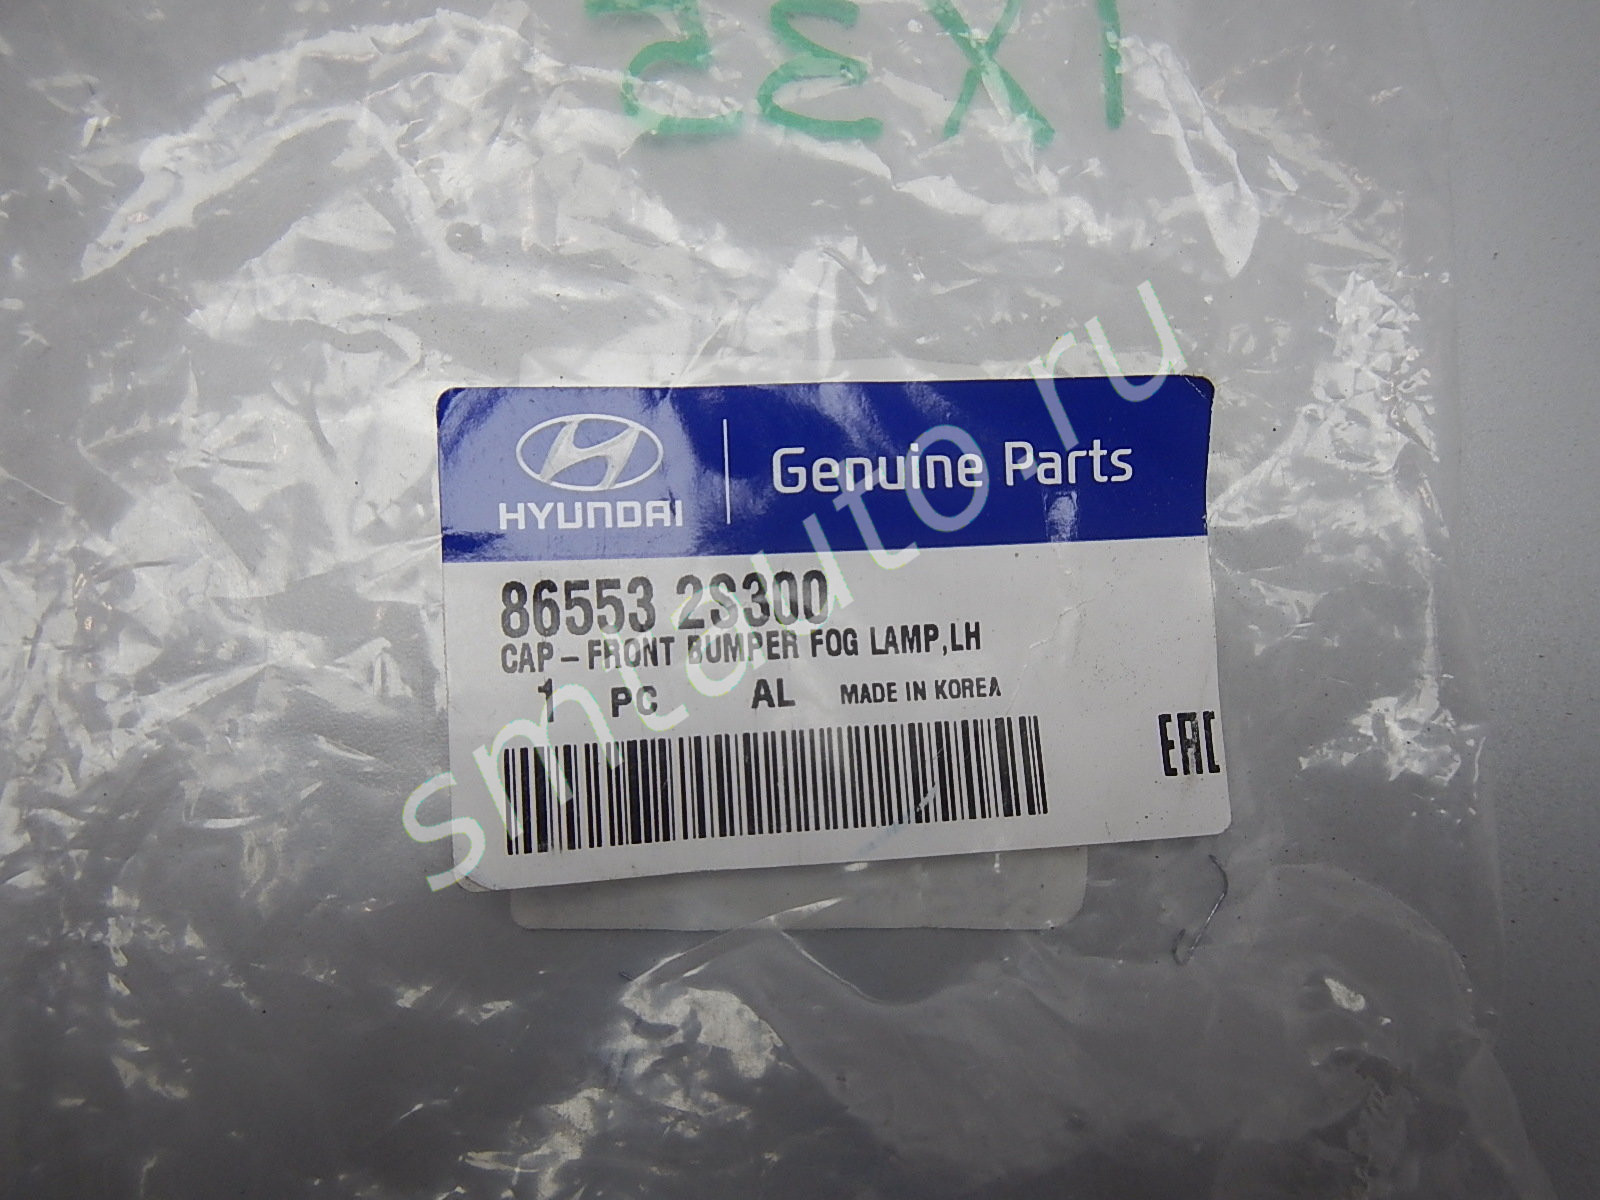 IX35
HYUNDAI
Genuine Parts
86553 2S300
CAP-FRONT BUMPER FOG LAMP,LH
1 PC AL MADE IN KOREA
EAC
smtauto.ru